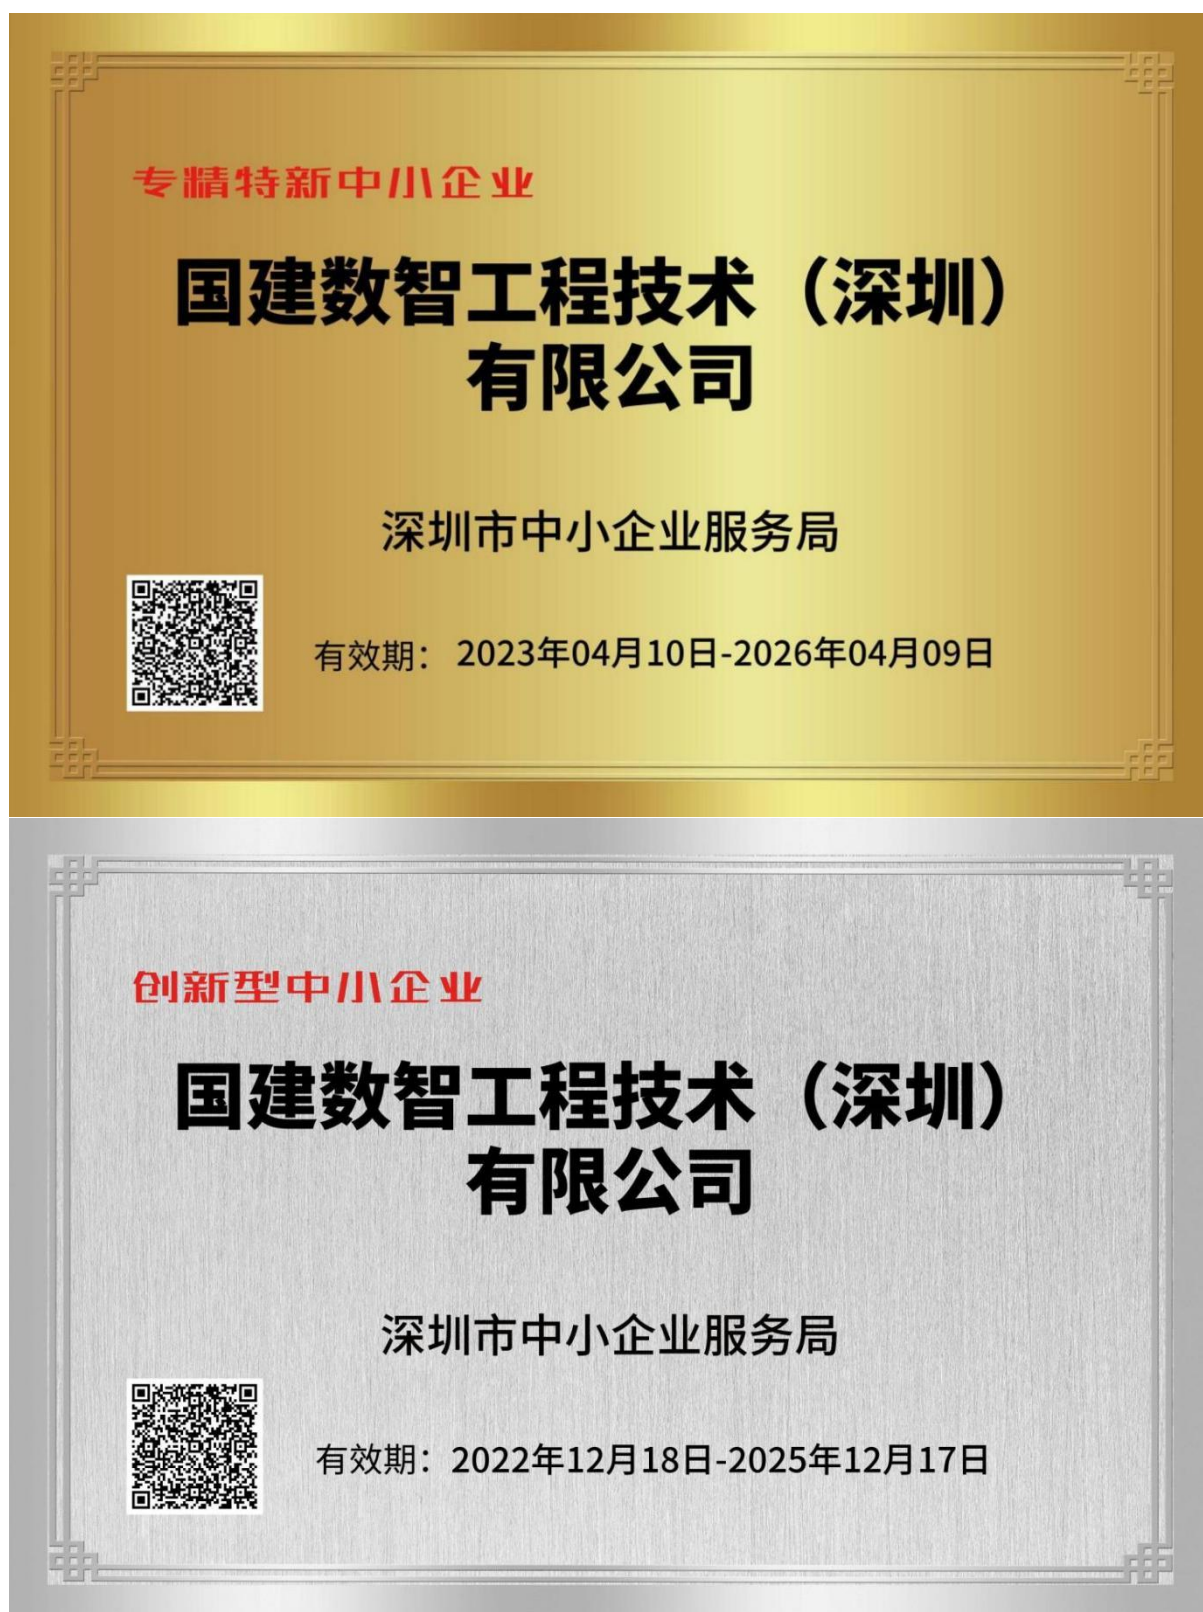 专精特新中小企业
国建数智工程技术（深圳）
有限公司
深圳市中小企业服务局
有效期： 2023年04月10日-2026年04月09日
创新型中小企业
国建数智工程技术（深圳）
有限公司
深圳市中小企业服务局
有效期：2022年12月18日-2025年12月17日